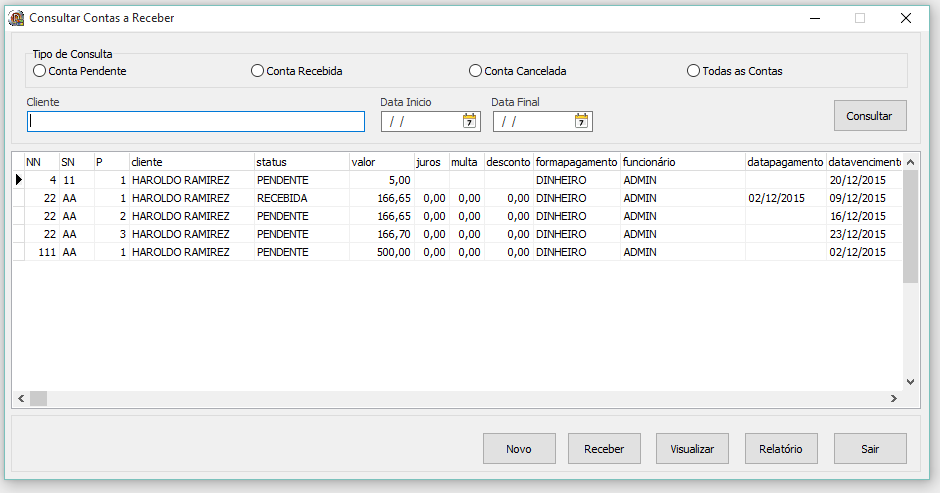 Consultar Contas a Receber
Tipo de Consulta
Conta Pendente Conta Recebida Conta Cancelada Todas as Contas
Cliente Data Inicio Data Final
/ / 7 / / 7 Consultar
NN SN P cliente status valor juros multa desconto formapagamento funcionário datapagamento datavencimento
4 11 1 HAROLDO RAMIREZ PENDENTE 5,00 DINHEIRO ADMIN 20/12/2015
22 AA 1 HAROLDO RAMIREZ RECEBIDA 166,65 0,00 0,00 0,00 DINHEIRO ADMIN 02/12/2015 09/12/2015
22 AA 2 HAROLDO RAMIREZ PENDENTE 166,65 0,00 0,00 0,00 DINHEIRO ADMIN 16/12/2015
22 AA 3 HAROLDO RAMIREZ PENDENTE 166,70 0,00 0,00 0,00 DINHEIRO ADMIN 23/12/2015
111 AA 1 HAROLDO RAMIREZ PENDENTE 500,00 0,00 0,00 0,00 DINHEIRO ADMIN 02/12/2015
Novo Receber Visualizar Relatório Sair